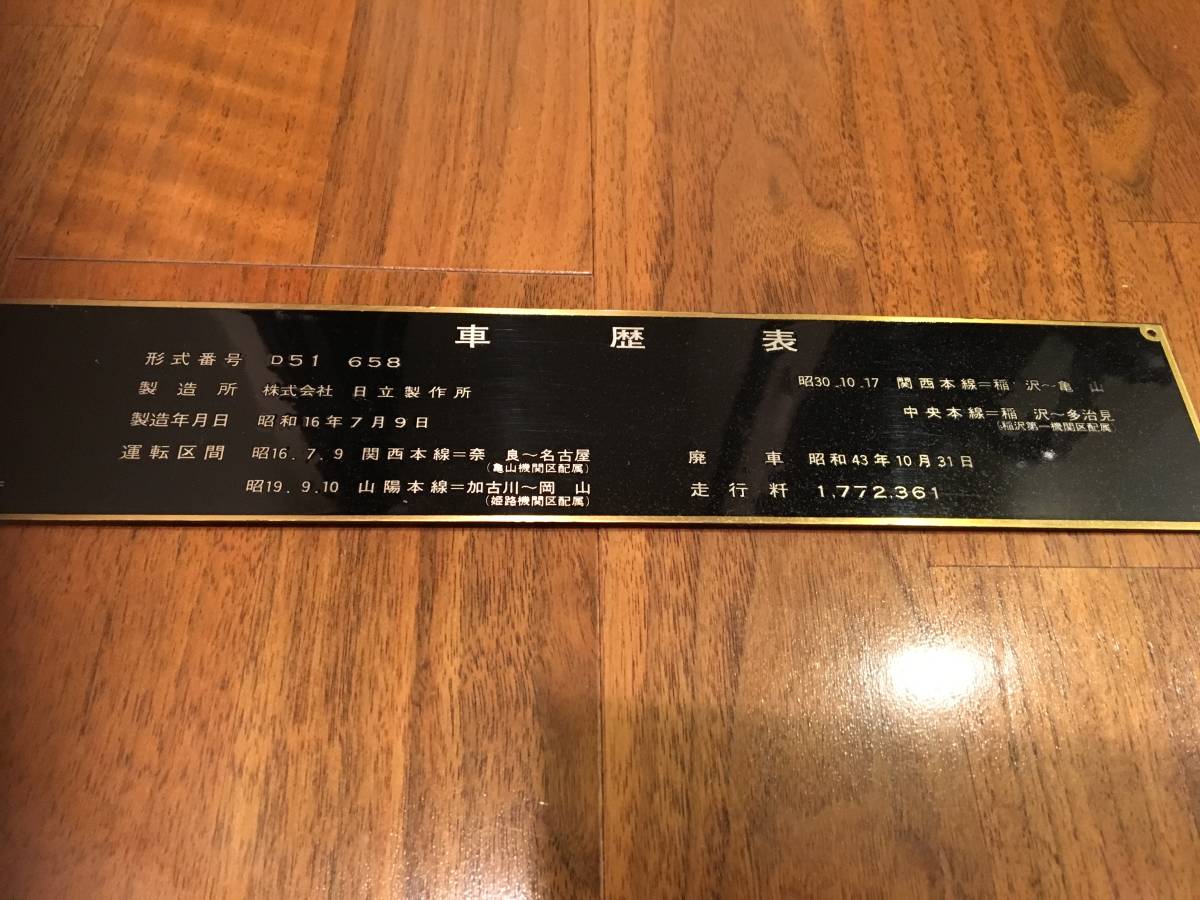 車歴表
形式番号 D51 658
製造所 株式会社 日立製作所
製造年月日 昭和16年7月9日
運転区間 昭16.7.9 関西本線=奈良~名古屋
(亀山機関区配属)
昭19.9.10 山陽本線=加古川~岡山
(姫路機関区配属)
昭30.10.17 関西本線=稲沢~亀山
中央本線=稲沢~多治見
(稲沢第一機関区配属
廃車 昭和43年10月31日
走行粁 1,772.361